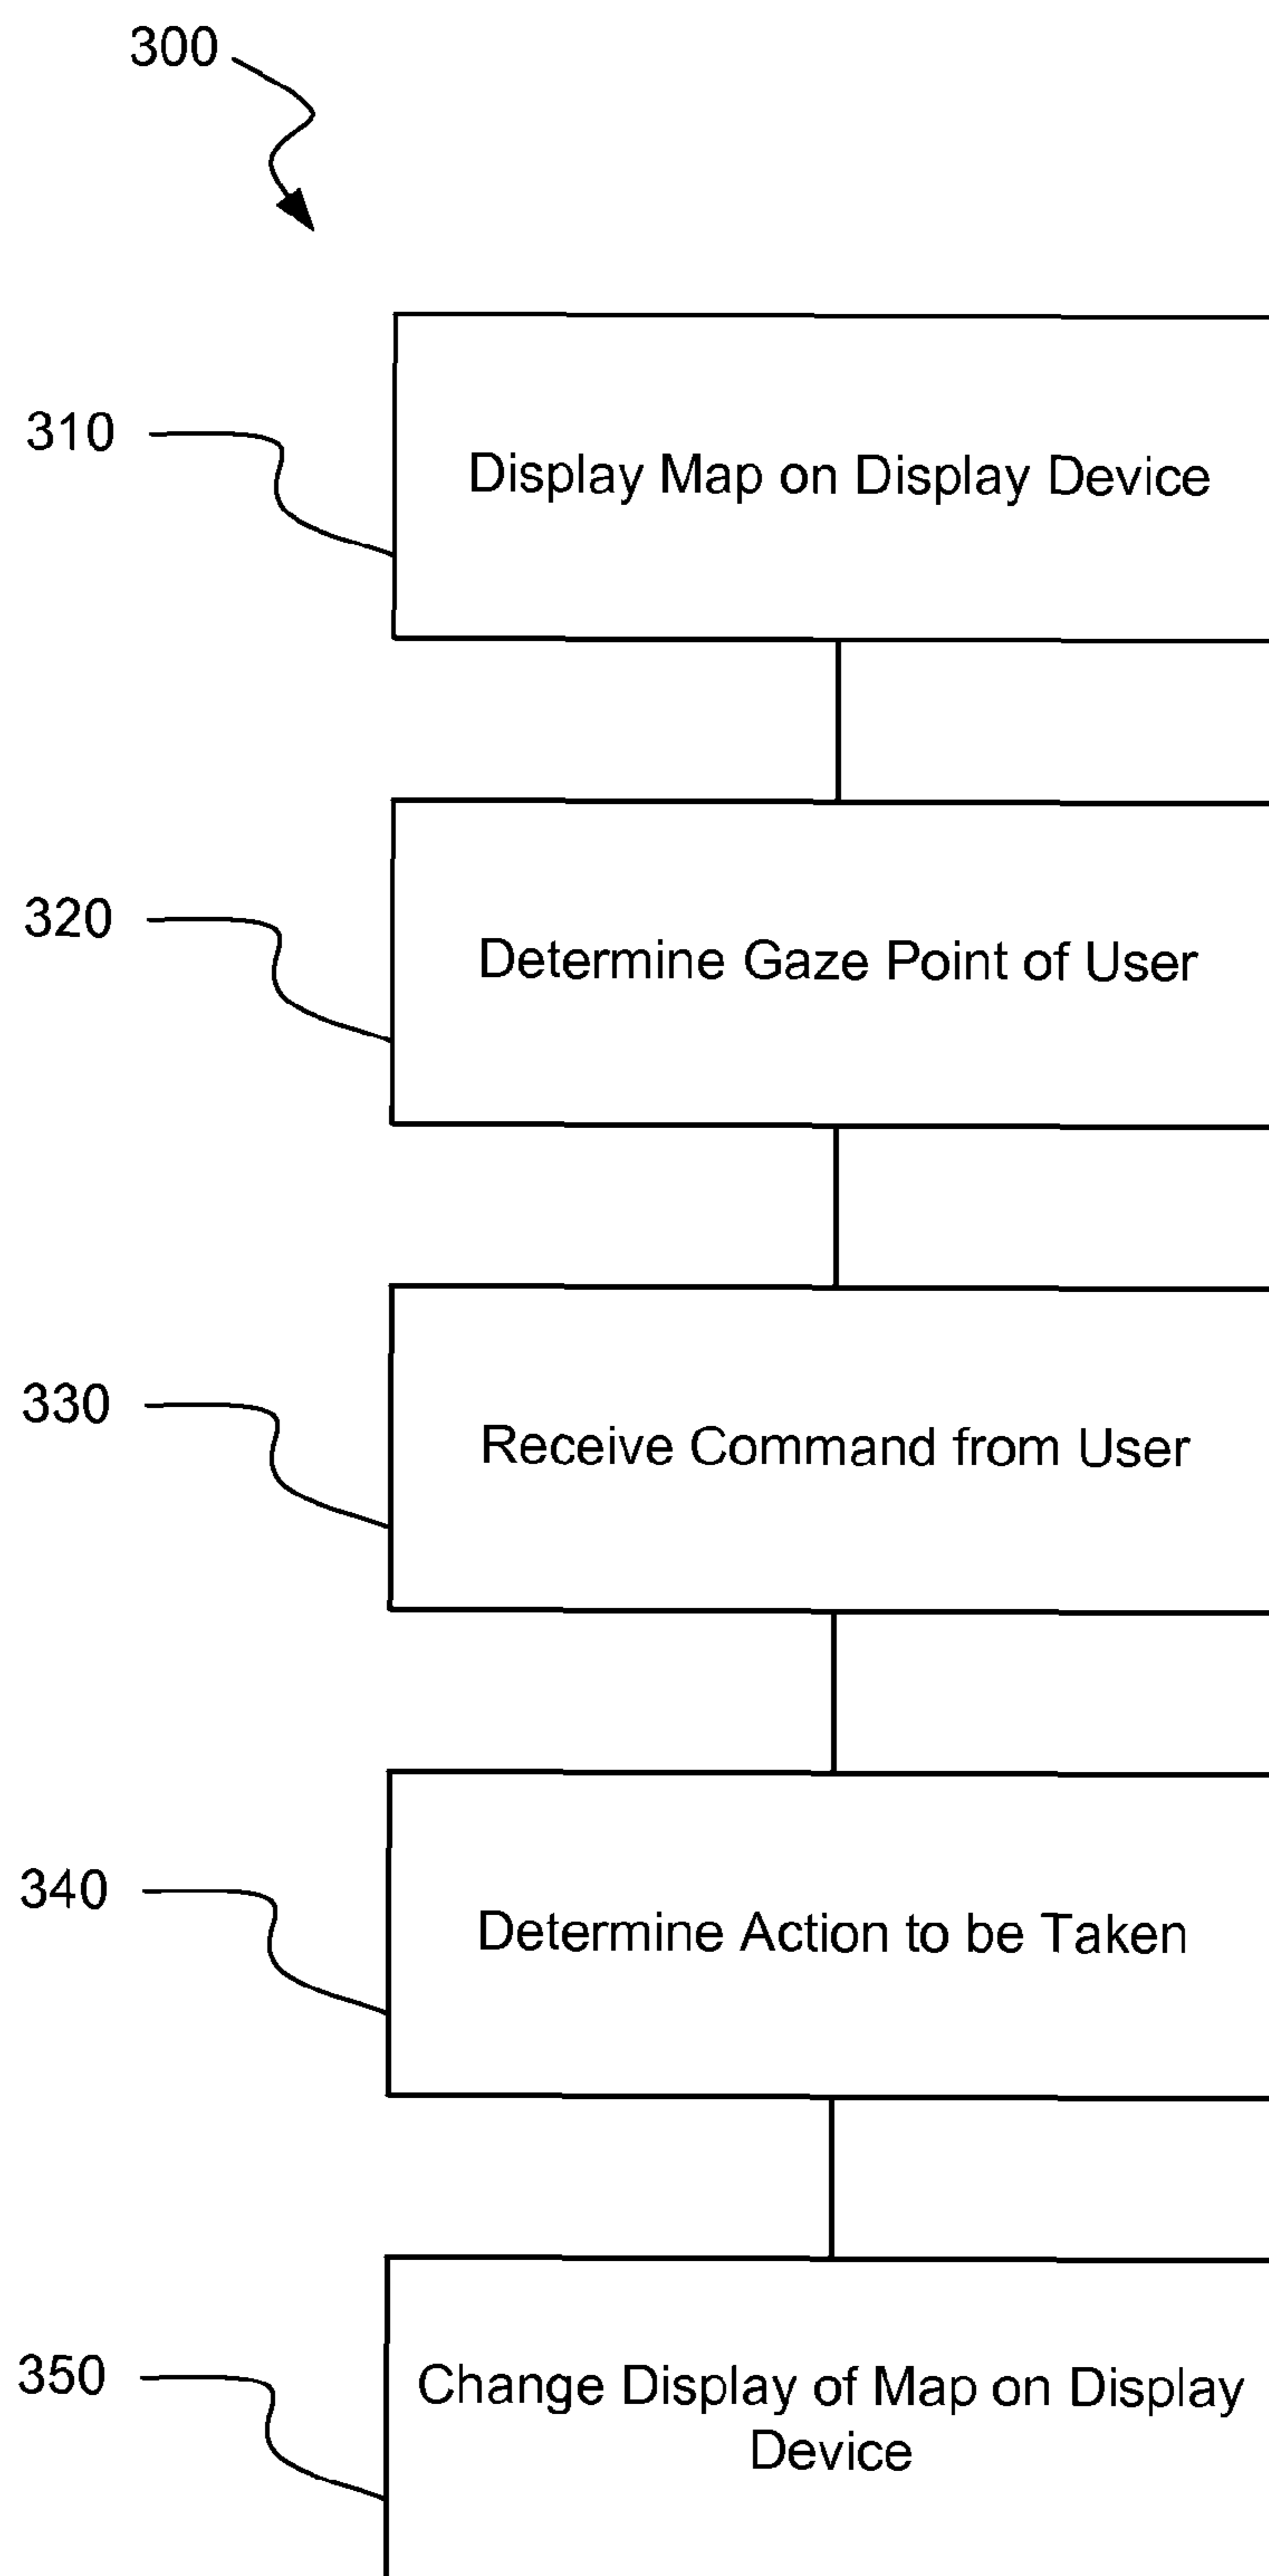 300
310
Display Map on Display Device
320
Determine Gaze Point of User
330
Receive Command from User
340
Determine Action to be Taken
350
Change Display of Map on Display
Device